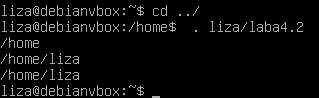 liza@debianvbox:~$ cd ../
liza@debianvbox:/home$  . liza/laba4.2
/home
/home/liza
/home/liza
liza@debianvbox:~$